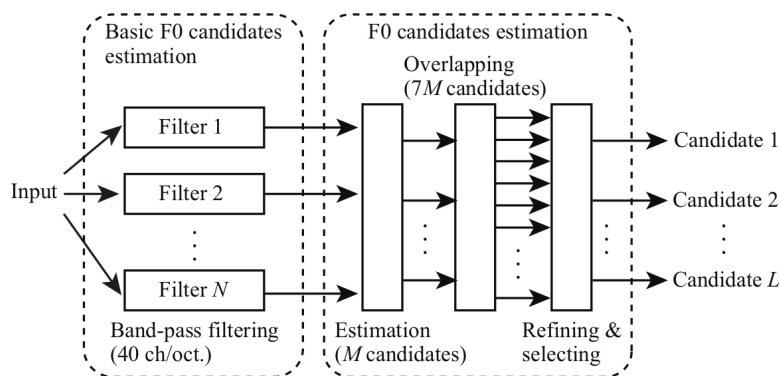 Basic F0 candidates
estimation
F0 candidates estimation
Overlapping
(7M candidates)
Input
Filter 1
Filter 2
Filter N
Band-pass filtering
(40 ch/oct.)
Estimation
(M candidates)
Refining &
selecting
Candidate 1
Candidate 2
Candidate L